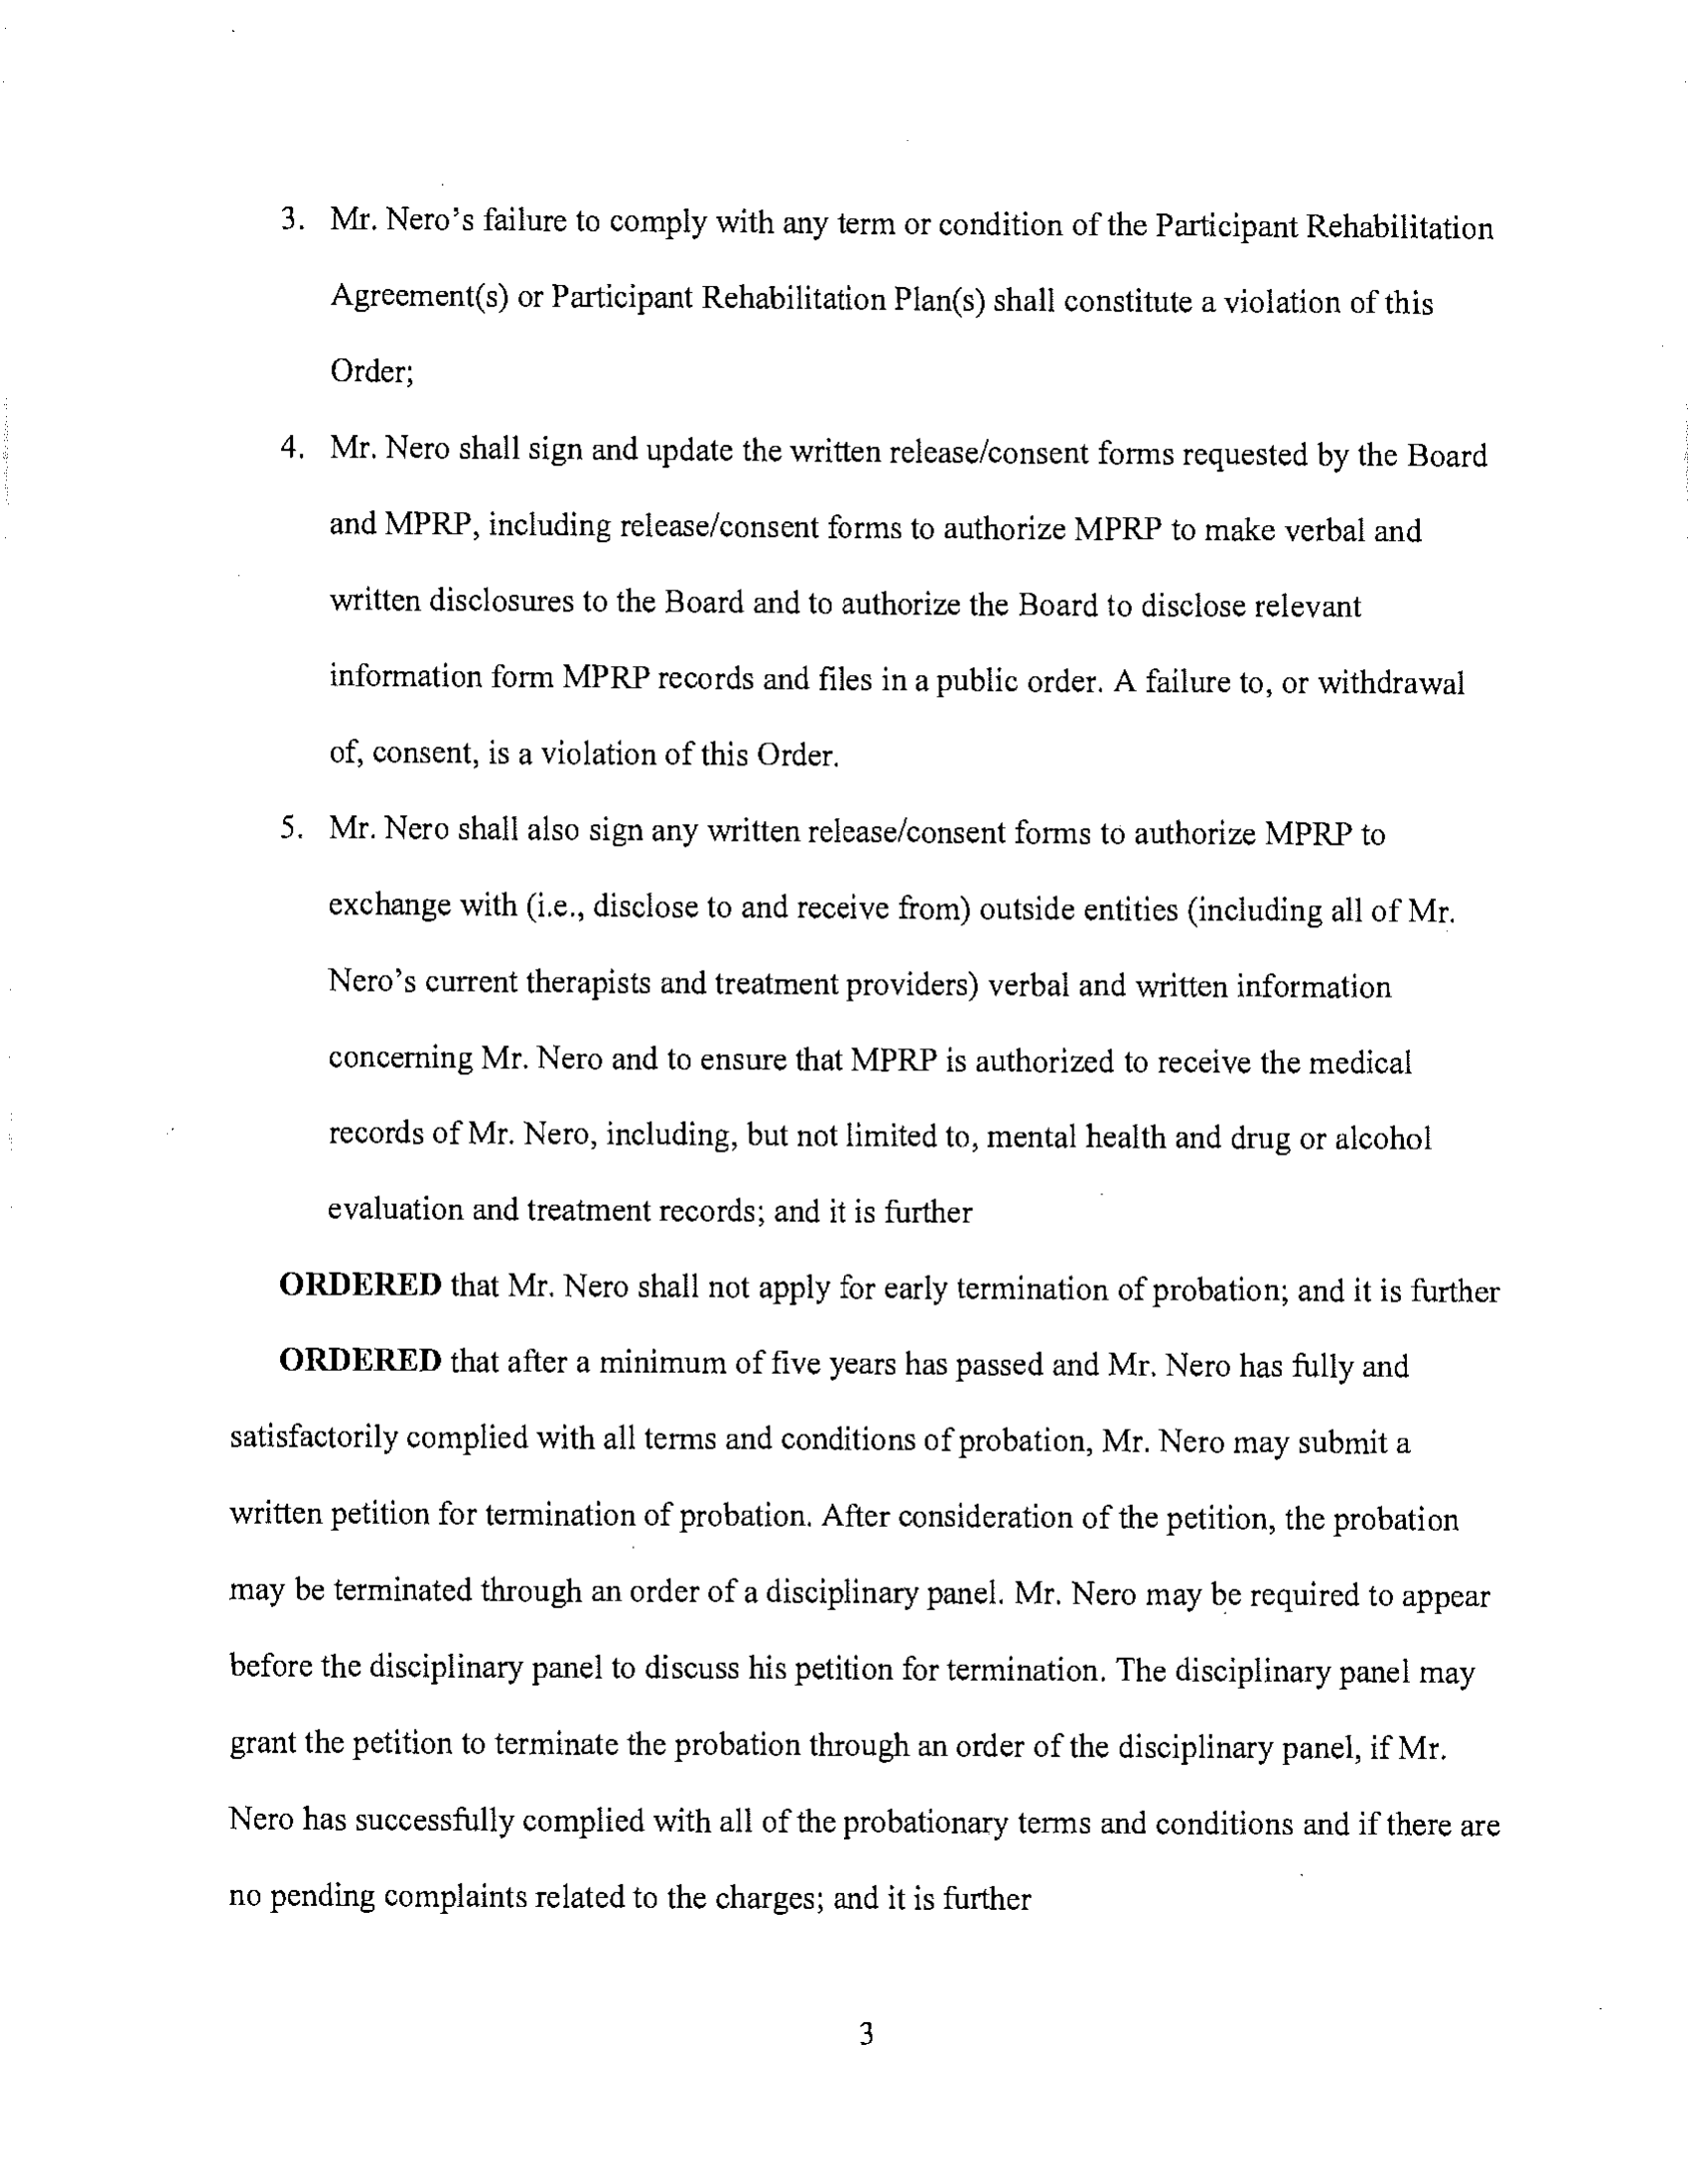 3. Mr. Nero's failure to comply with any term or condition of the Participant Rehabilitation
Agreement(s) or Participant Rehabilitation Plan(s) shall constitute a violation of this
Order;
4. Mr. Nero shall sign and update the written release/consent forms requested by the Board
and MPRP, including release/consent forms to authorize MPRP to make verbal and
written disclosures to the Board and to authorize the Board to disclose relevant
information form MPRP records and files in a public order. A failure to, or withdrawal
of, consent, is a violation of this Order.
5. Mr. Nero shall also sign any written release/consent forms to authorize MPRP to
exchange with (i.e., disclose to and receive from) outside entities (including all of Mr.
Nero's current therapists and treatment providers) verbal and written information
concerning Mr. Nero and to ensure that MPRP is authorized to receive the medical
records of Mr. Nero, including, but not limited to, mental health and drug or alcohol
evaluation and treatment records; and it is further
ORDERED that Mr. Nero shall not apply for early termination of probation; and it is further
ORDERED that after a minimum of five years has passed and Mr. Nero has fully and
satisfactorily complied with all terms and conditions of probation, Mr. Nero may submit a
written petition for termination of probation. After consideration of the petition, the probation
may be terminated through an order of a disciplinary panel. Mr. Nero may be required to appear
before the disciplinary panel to discuss his petition for termination. The disciplinary panel may
grant the petition to terminate the probation through an order of the disciplinary panel, if Mr.
Nero has successfully complied with all of the probationary terms and conditions and if there are
no pending complaints related to the charges; and it is further
3